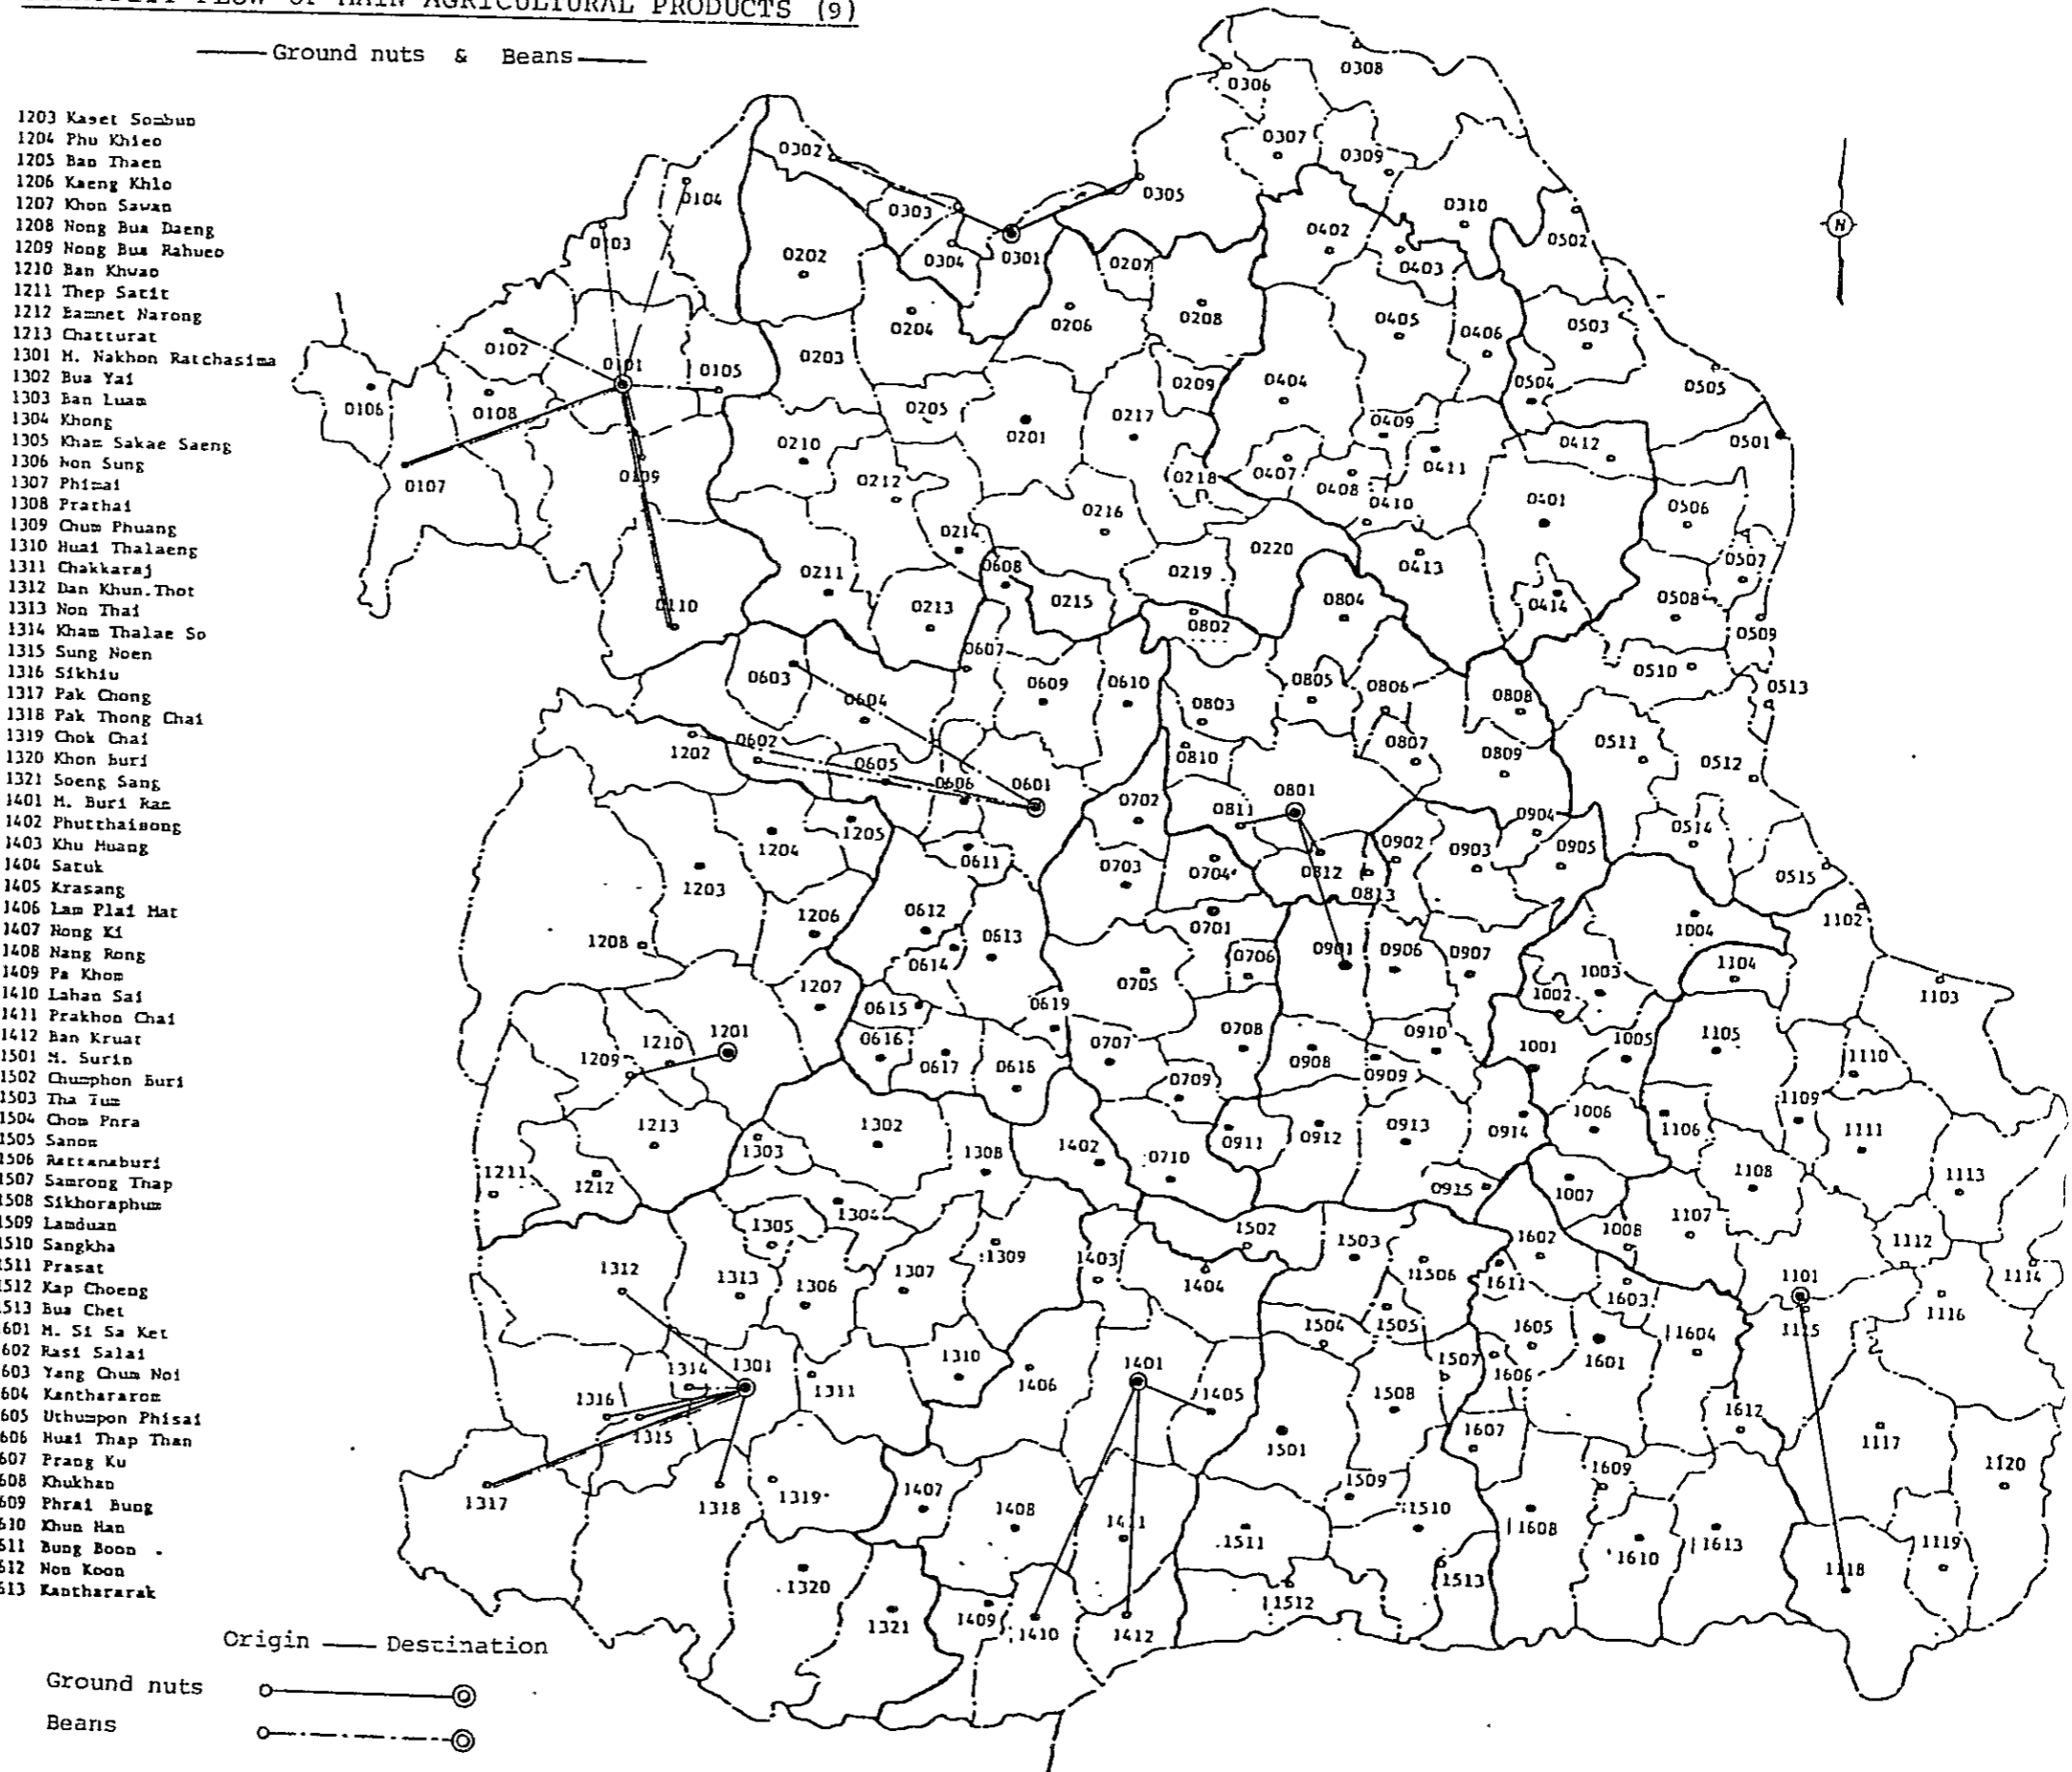 FLOW OF MAIN AGRICULTURAL PRODUCTS (9)
Ground nuts & Beans
1203 Kaset Sombun
1204 Phu Khieo
1205 Ban Thaen
1206 Kaeng Khlo
1207 Khon Sawan
1208 Nong Bua Daeng
1209 Nong Bua Rahueo
1210 Ban Khwao
1211 Thep Satit
1212 Bamnet Narong
1213 Chatturat
1301 M. Nakhon Ratchasima
1302 Bua Yai
1303 Ban Luam
1304 Khong
1305 Kham Sakae Saeng
1306 Non Sung
1307 Phimai
1308 Prathai
1309 Chum Phuang
1310 Huai Thalaeng
1311 Chakkaraj
1312 Dan Khun.Thot
1313 Non Thai
1314 Kham Thalae So
1315 Sung Noen
1316 Sikhiu
1317 Pak Chong
1318 Pak Thong Chai
1319 Chok Chai
1320 Khon Buri
1321 Soeng Sang
1401 M. Buri Ram
1402 Phutthaisong
1403 Khu Muang
1404 Satuk
1405 Krasang
1406 Lam Plai Mat
1407 Nong Ki
1408 Nang Rong
1409 Pa Khom
1410 Lahan Sai
1411 Prakhon Chai
1412 Ban Kruat
1501 M. Surin
1502 Chumphon Buri
1503 Tha Tum
1504 Chom Pora
1505 Sanom
1506 Rattanaburi
1507 Samrong Thap
1508 Sikhoraphum
1509 Lamduan
1510 Sangkha
1511 Prasat
1512 Kap Choeng
1513 Bua Chet
1601 M. Si Sa Ket
602 Rasi Salai
603 Yang Chum Noi
604 Kanthararom
605 Uthumpon Phisai
606 Huai Thap Than
607 Prang Ku
608 Khukhan
609 Phrai Bung
610 Khun Han
611 Bung Boon
612 Non Koon
613 Kanthararak
0308
0306
0307
0309
0302
0305
0104
0303
0310
0402
0502
0103
0202
0304
0301
0207
0403
N
0204
0206
0208
0405
0406
0503
0102
0101
0203
0105
0209
0404
0504
0505
0106
0108
0205
0217
0201
0409
0412
0501
0210
0107
0109
0212
0218
0407
0408
0410
0411
0401
0506
0216
0214
0220
0507
0211
0608
0219
0413
0110
0213
0215
0804
0414
0508
0802
0509
0607
0603
0609
0610
0805
0806
0808
0510
0513
0604
0803
1202
0602
0605
0606
0601
0810
0807
0809
0511
0512
0702
0801
0811
0904
0514
1205
1204
0611
0703
0704
0812
0902
0903
0905
0515
1203
0813
1206
0612
0701
1102
1208
0613
0614
0706
0901
0906
0907
1004
1104
1207
0705
1003
1002
1103
0615
0619
1201
1210
0616
0617
0618
0707
0708
0908
0910
1001
1005
1105
1110
1209
0709
0909
1213
1302
1006
1109
1303
1308
1402
0710
0911
0912
0913
0914
1106
1111
1211
1212
0915
1007
1108
1113
1304
1305
1502
1503
1602
1008
1107
1112
1312
1313
1306
1307
1309
1403
1404
1506
1611
1603
1101
1114
1314
1301
1310
1401
1504
1505
1605
1604
1115
1116
1316
1311
1406
1405
1507
1606
1601
1315
1508
1612
1501
1607
1117
1317
1318
1319
1407
1408
1411
1509
1510
1609
1120
1511
1608
1610
1613
1119
1320
1513
1118
1321
1409
1410
1412
1512
Origin — Destination
Ground nuts
Beans